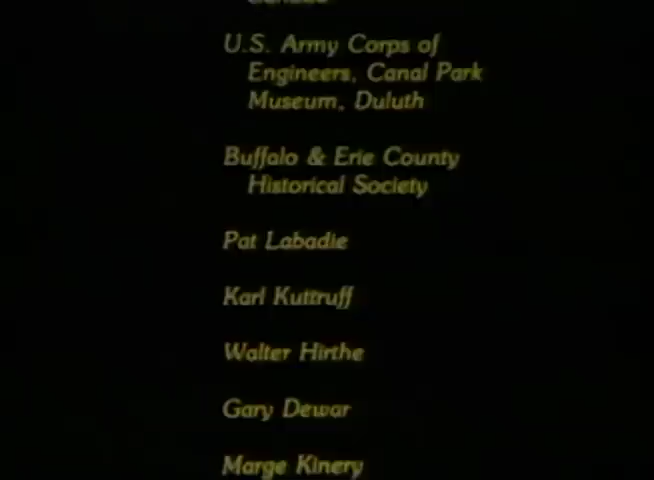 U.S. Army Corps of
Engineers, Canal Park
Museum, Duluth
Buffalo & Erie County
Historical Society
Pat Labadie
Karl Kuttruff
Walter Hirthe
Gary Dewar
Marge Kinery